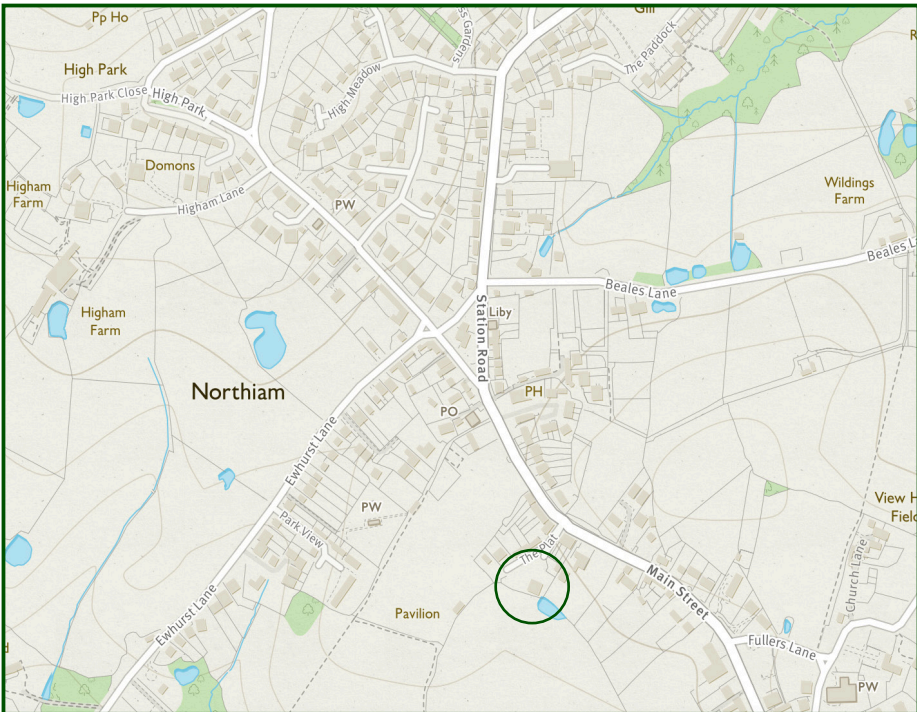 Pp Ho
ss Gardens
Gill
High Park
High Park Close
High Park
High Meadow
The Paddock
Domons
Higham Lane
PW
Higham
Farm
Wildings
Farm
Beales L
Beales Lane
Station Road
Liby
Higham
Farm
Northiam
PH
PO
Ewhurst Lane
PW
Park View
View H
Field
The Plat
Main Street
Church Lane
Pavilion
Ewhurst Lane
Fullers Lane
PW